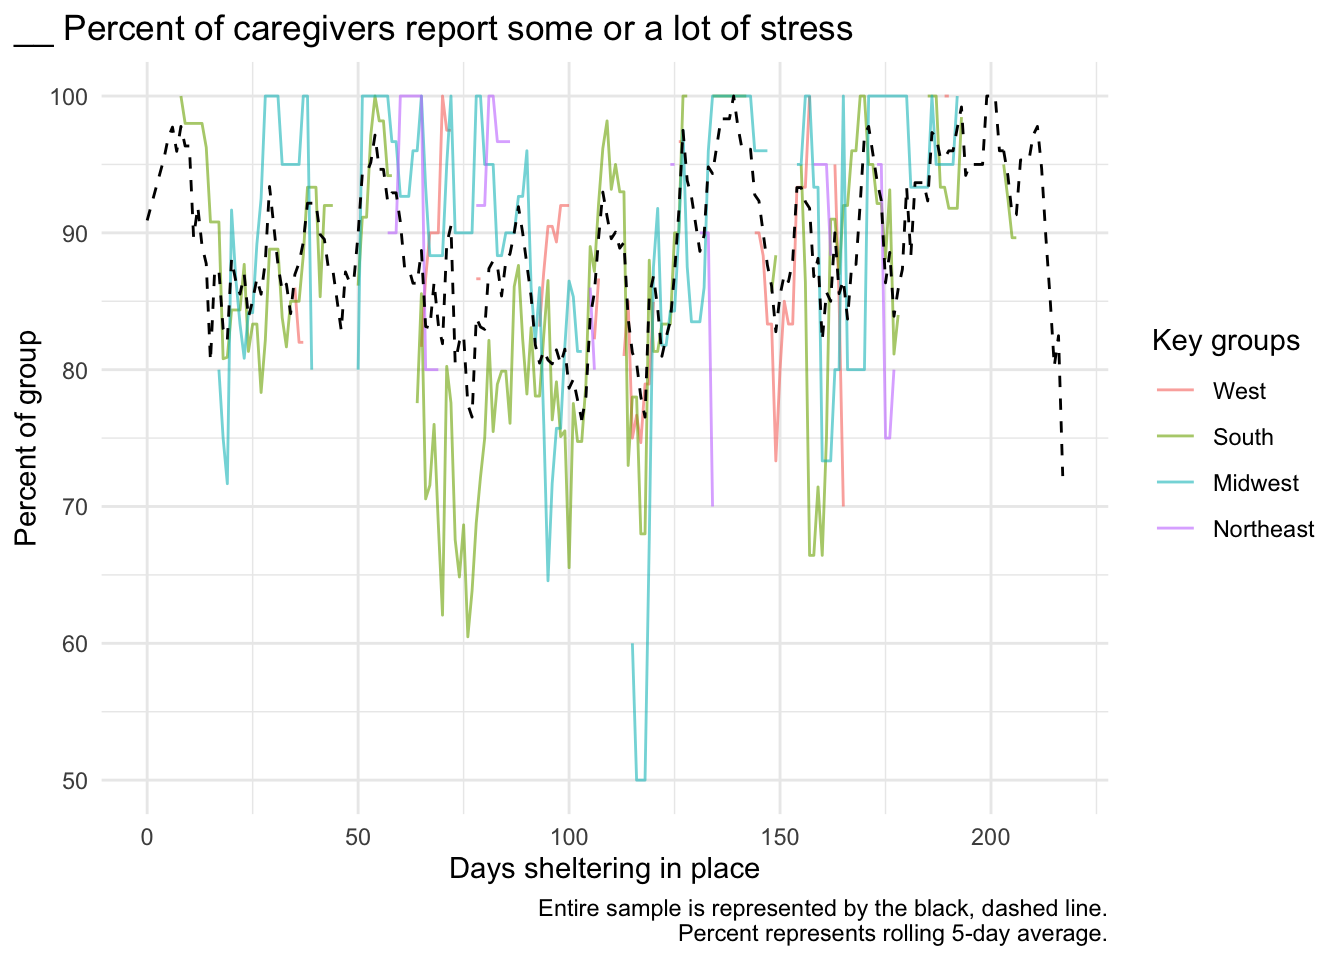 __ Percent of caregivers report some or a lot of stress
Percent of group
100
90
80
70
60
50
0
50
100
150
200
Days sheltering in place
Key groups
West
South
Midwest
Northeast
Entire sample is represented by the black, dashed line.
Percent represents rolling 5-day average.